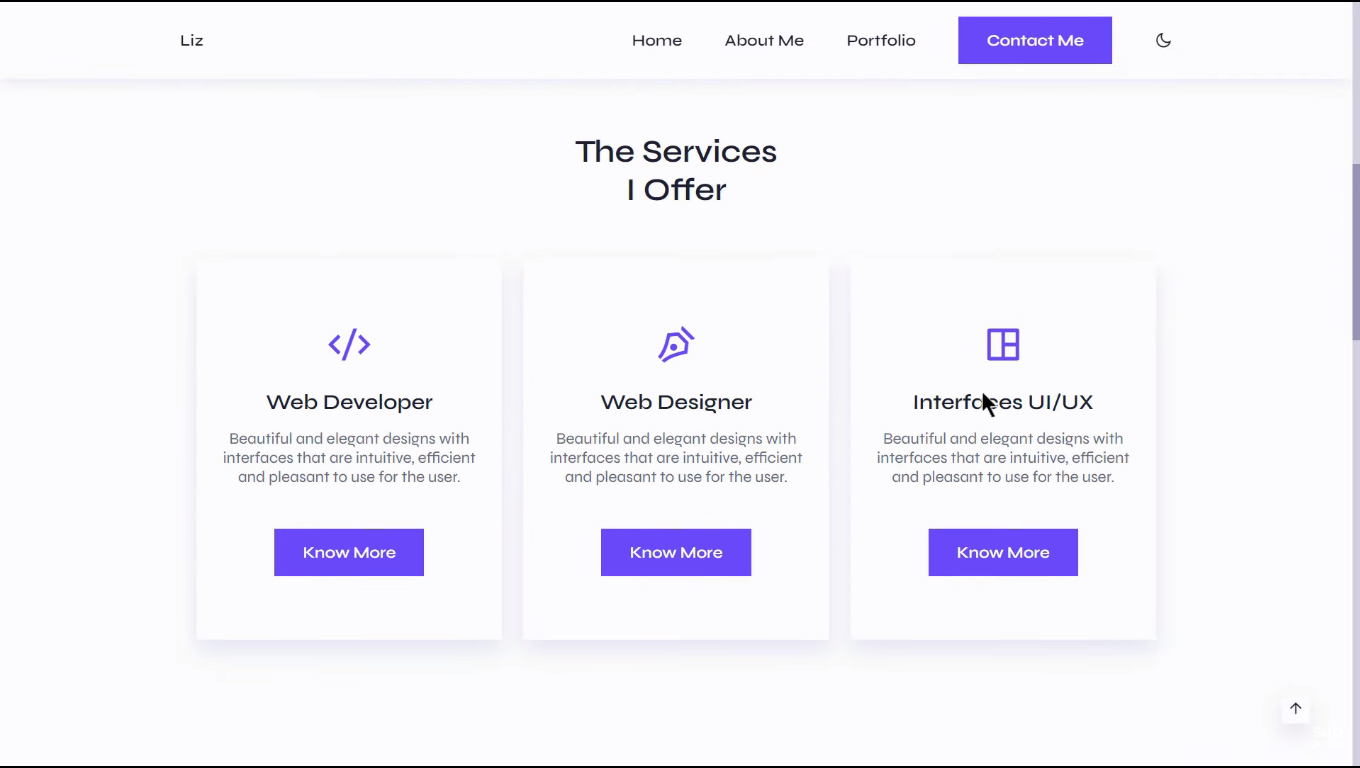 Liz
Home
About Me
Portfolio
Contact Me
The Services
I Offer
Web Developer
Beautiful and elegant designs with
interfaces that are intuitive, efficient
and pleasant to use for the user.
Know More
Web Designer
Beautiful and elegant designs with
interfaces that are intuitive, efficient
and pleasant to use for the user.
Know More
Interfaces UI/UX
Beautiful and elegant designs with
interfaces that are intuitive, efficient
and pleasant to use for the user.
Know More